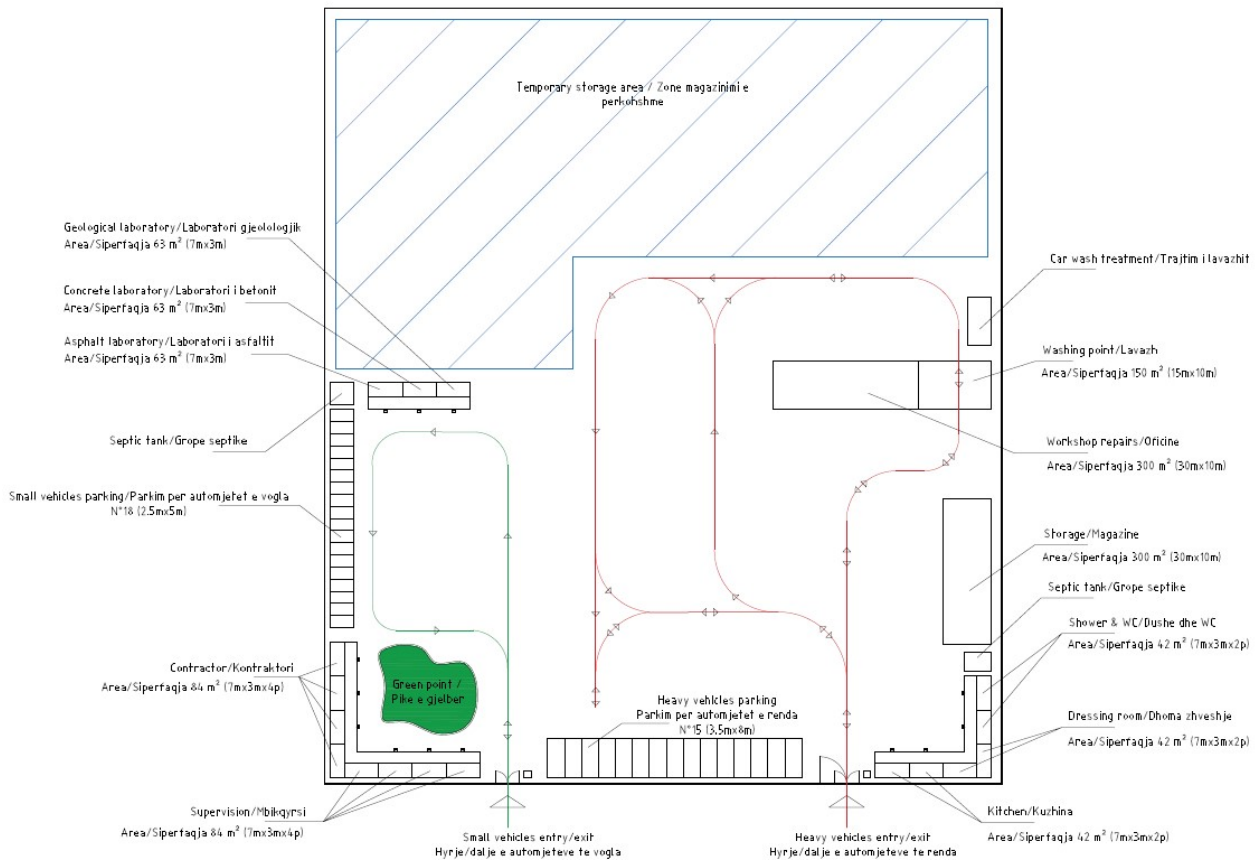 Temporary storage area / Zone magazinimi e
perkohshme
Geological laboratory/Laboratori gjeolologjik
Area/Siperfaqja 63 m² (7mx3m)
Concrete laboratory/Laboratori i betonit
Area/Siperfaqja 63 m² (7mx3m)
Asphalt laboratory/Laboratori i asfaltit
Area/Siperfaqja 63 m² (7mx3m)
Septic tank/Grope septike
Small vehicles parking/Parkim per automjetet e vogla
N°18 (2.5mx5m)
Contractor/Kontraktori
Area/Siperfaqja 84 m² (7mx3mx4p)
Supervision/Mbikqyrsi
Area/Siperfaqja 84 m² (7mx3mx4p)
Green point /
Pike e gjelber
Heavy vehicles parking
Parkim per automjetet e renda
N°15 (3.5mx8m)
Small vehicles entry/exit
Hyrje/dalje e automjeteve te vogla
Heavy vehicles entry/exit
Hyrje/dalje e automjeteve te renda
Car wash treatment/Trajtim i lavazhit
Washing point/Lavazh
Area/Siperfaqja 150 m² (15mx10m)
Workshop repairs/Oficine
Area/Siperfaqja 300 m² (30mx10m)
Storage/Magazine
Area/Siperfaqja 300 m² (30mx10m)
Septic tank/Grope septike
Shower & WC/Dushe dhe WC
Area/Siperfaqja 42 m² (7mx3mx2p)
Dressing room/Dhoma zhveshje
Area/Siperfaqja 42 m² (7mx3mx2p)
Kitchen/Kuzhina
Area/Siperfaqja 42 m² (7mx3mx2p)